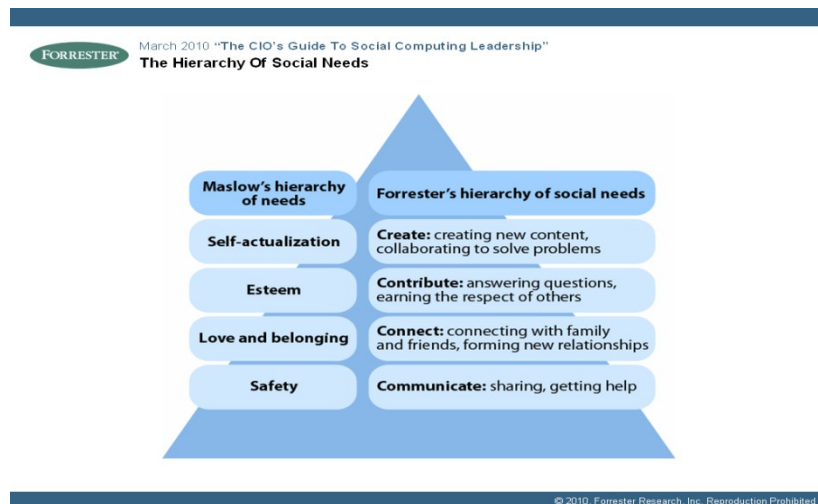 FORRESTER®
March 2010 “The CIO’s Guide To Social Computing Leadership”
The Hierarchy Of Social Needs
Maslow’s hierarchy
of needs
Forrester’s hierarchy of social needs
Self-actualization
Create: creating new content,
collaborating to solve problems
Esteem
Contribute: answering questions,
earning the respect of others
Love and belonging
Connect: connecting with family
and friends, forming new relationships
Safety
Communicate: sharing, getting help
© 2010, Forrester Research, Inc. Reproduction Prohibited